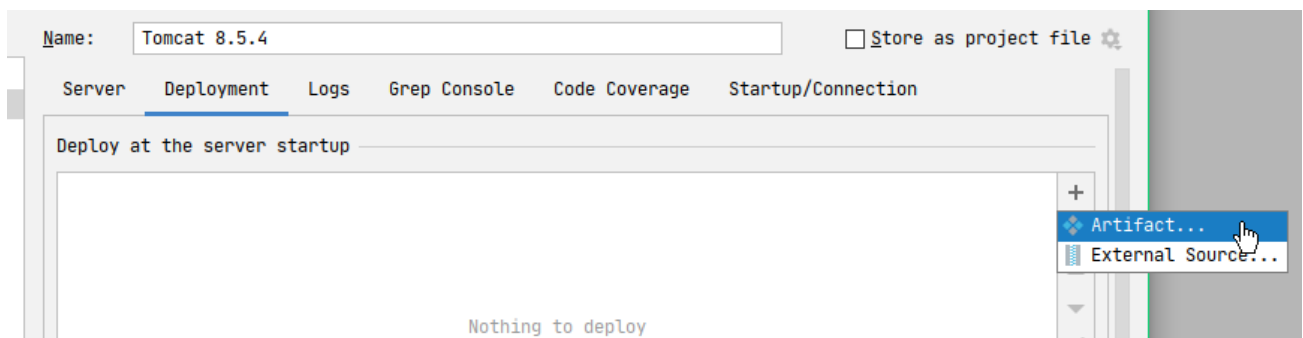 Name: Tomcat 8.5.4 Store as project file
Server Deployment Logs Grep Console Code Coverage Startup/Connection
Deploy at the server startup
+
Artifact...
External Source...
Nothing to deploy